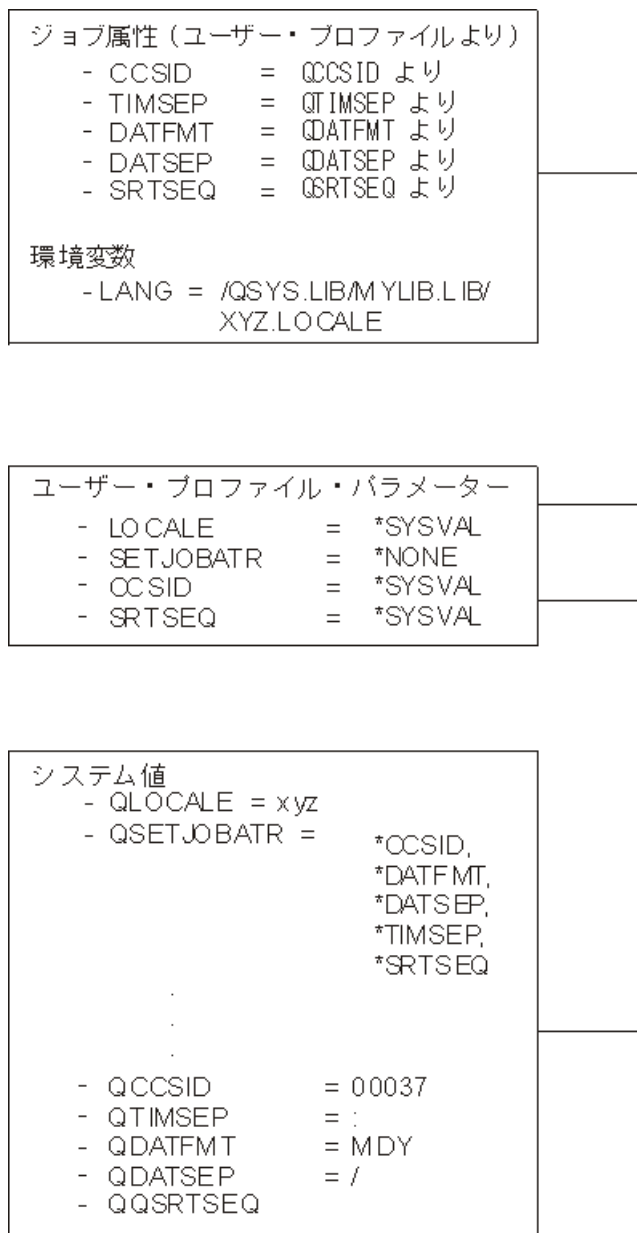 ジョブ属性（ユーザー・プロファイルより）
- CCSID = QCCSID より
- TIMSEP = QTIMSEP より
- DATFMT = QDATFMT より
- DATSEP = QDATSEP より
- SRTSEQ = QSRTSEQ より
環境変数
- LANG = /QSYS.LIB/MYLIB.LIB/
XYZ.LOCALE
ユーザー・プロファイル・パラメーター
- LOCALE = *SYSVAL
- SETJOBATR = *NONE
- CCSID = *SYSVAL
- SRTSEQ = *SYSVAL
システム値
- QLOCALE = xyz
- QSETJOBATR = *CCSID,
*DATFMT,
*DATSEP,
*TIMSEP,
*SRTSEQ
.
.
.
- QCCSID = 00037
- QTIMSEP = :
- QDATFMT = MDY
- QDATSEP = /
- QQSRTSEQ